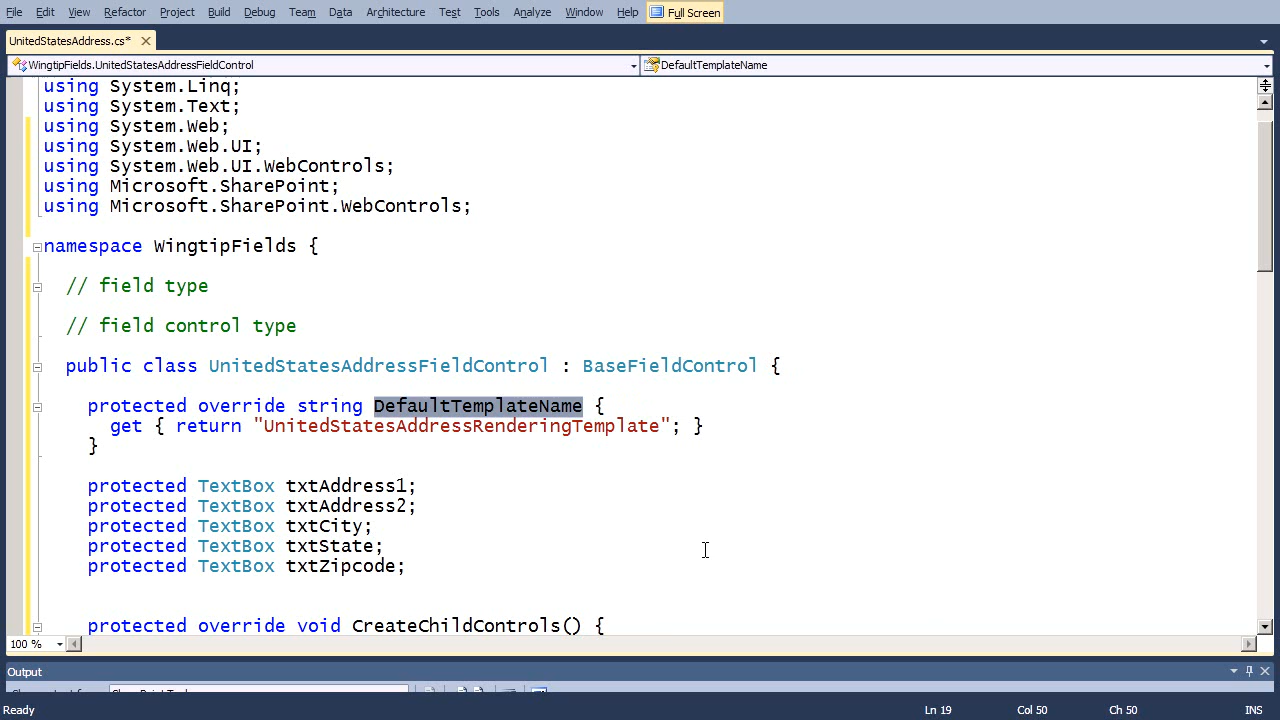 File Edit View Refactor Project Build Debug Team Data Architecture Test Tools Analyze Window Help Full Screen
UnitedStatesAddress.cs*
WingtipFields.UnitedStatesAddressFieldControl DefaultTemplateName
using System.Linq;
using System.Text;
using System.Web;
using System.Web.UI;
using System.Web.UI.WebControls;
using Microsoft.SharePoint;
using Microsoft.SharePoint.WebControls;
namespace WingtipFields {
// field type
// field control type
public class UnitedStatesAddressFieldControl : BaseFieldControl {
protected override string DefaultTemplateName {
get { return "UnitedStatesAddressRenderingTemplate"; }
}
protected TextBox txtAddress1;
protected TextBox txtAddress2;
protected TextBox txtCity;
protected TextBox txtState;
protected TextBox txtZipcode;
protected override void CreateChildControls() {
100 %
Output
Ready Ln 19 Col 50 Ch 50 INS